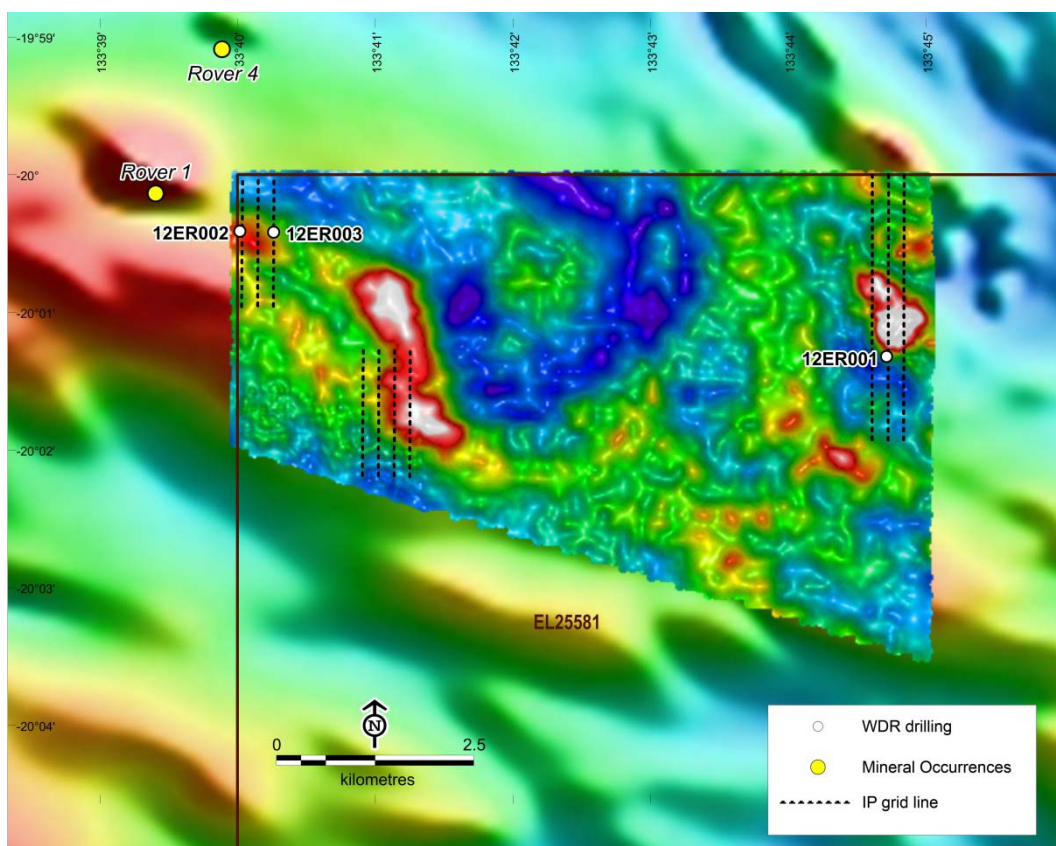 133°39'
133°40'
133°41'
133°42'
133°43'
133°44'
133°45'
-19°59'
Rover 4
-20°
Rover 1
12ER002
12ER003
-20°01'
12ER001
-20°02'
-20°03'
EL25581
-20°04'
N
0
2.5
kilometres
WDR drilling
Mineral Occurrences
IP grid line